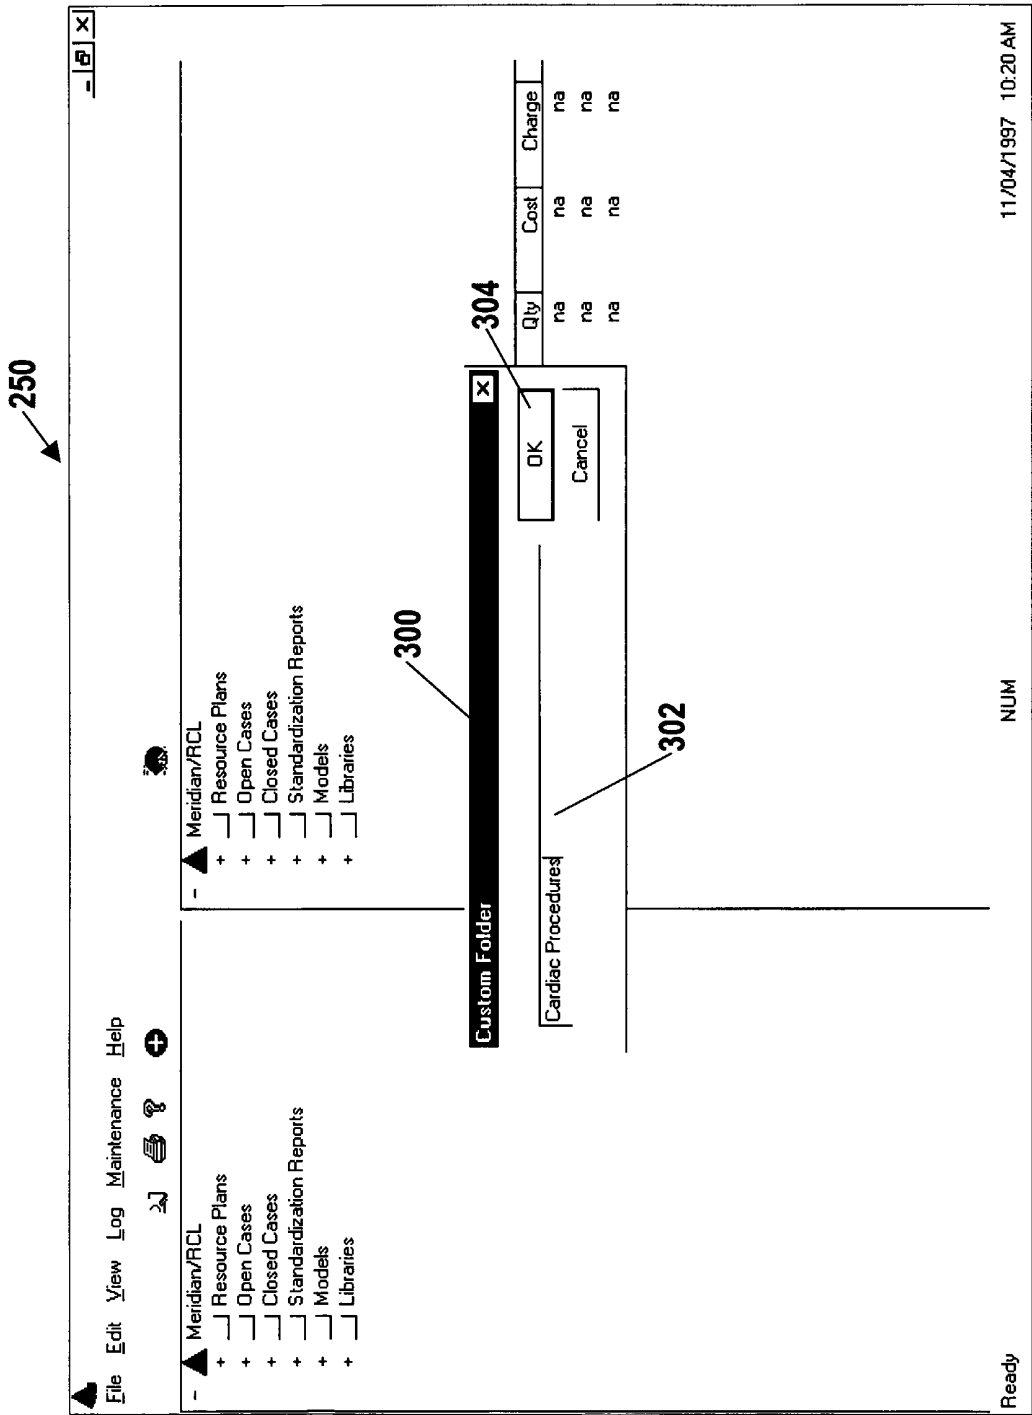 250
File Edit View Log Maintenance Help
Meridian/RCL
+ Resource Plans
+ Open Cases
+ Closed Cases
+ Standardization Reports
+ Models
+ Libraries
Meridian/RCL
+ Resource Plans
+ Open Cases
+ Closed Cases
+ Standardization Reports
+ Models
+ Libraries
300
Custom Folder
Cardiac Procedures
302
OK
304
Cancel
Qty Cost Charge
na na na
na na na
na na na
Ready NUM 11/04/1997 10:20 AM